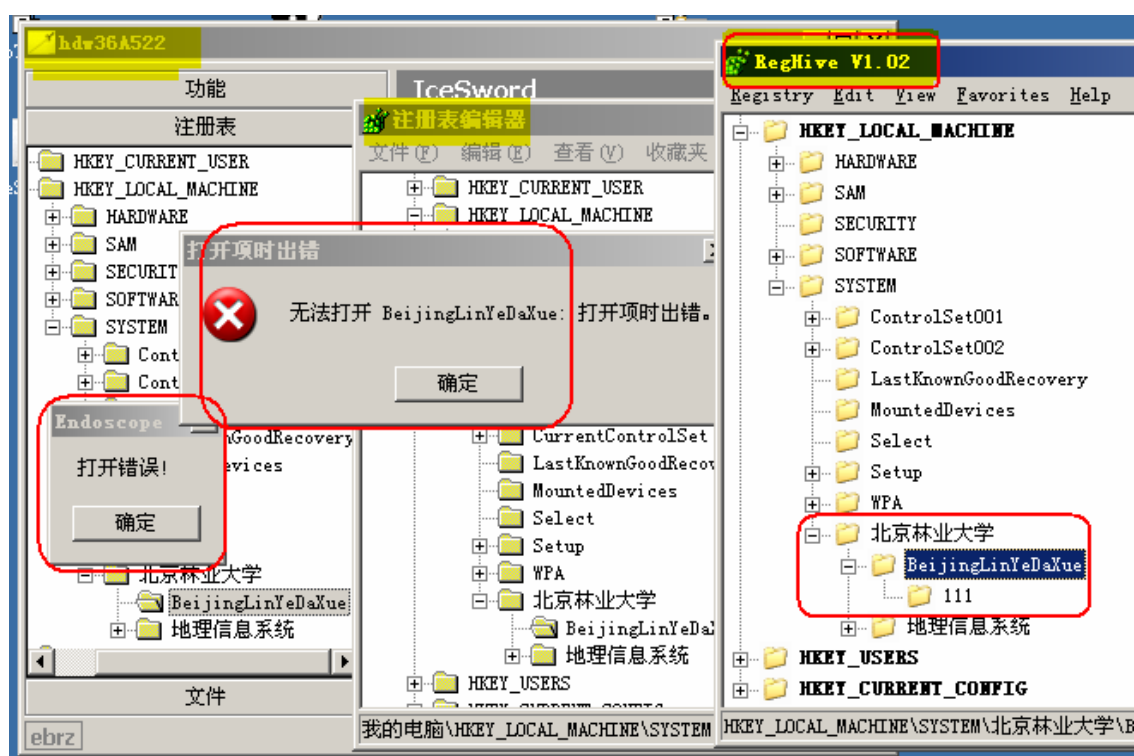 hdw36A522
功能
注册表
HKEY_CURRENT_USER
HKEY_LOCAL_MACHINE
HARDWARE
SAM
SECURIT
SOFTWAR
SYSTEM
Cont
Cont
nGoodRecovery
evices
北京林业大学
BeijingLinYeDaXue
地理信息系统
文件
ebrz
Endoscope
打开错误!
确定
IceSword
注册表编辑器
文件(F) 编辑(E) 查看(V) 收藏夹
HKEY_CURRENT_USER
HKEY_LOCAL_MACHINE
打开项时出错
无法打开 BeijingLinYeDaXue: 打开项时出错。
确定
CurrentControlSet
LastKnownGoodRecov
MountedDevices
Select
Setup
WPA
北京林业大学
BeijingLinYeDaX
地理信息系统
HKEY_USERS
HKEY_CURRENT_CONFIG
我的电脑\HKEY_LOCAL_MACHINE\SYSTEM
RegHive V1.02
Registry Edit View Favorites Help
HKEY_LOCAL_MACHINE
HARDWARE
SAM
SECURITY
SOFTWARE
SYSTEM
ControlSet001
ControlSet002
LastKnownGoodRecovery
MountedDevices
Select
Setup
WPA
北京林业大学
BeijingLinYeDaXue
111
地理信息系统
HKEY_USERS
HKEY_CURRENT_CONFIG
HKEY_LOCAL_MACHINE\SYSTEM\北京林业大学\B